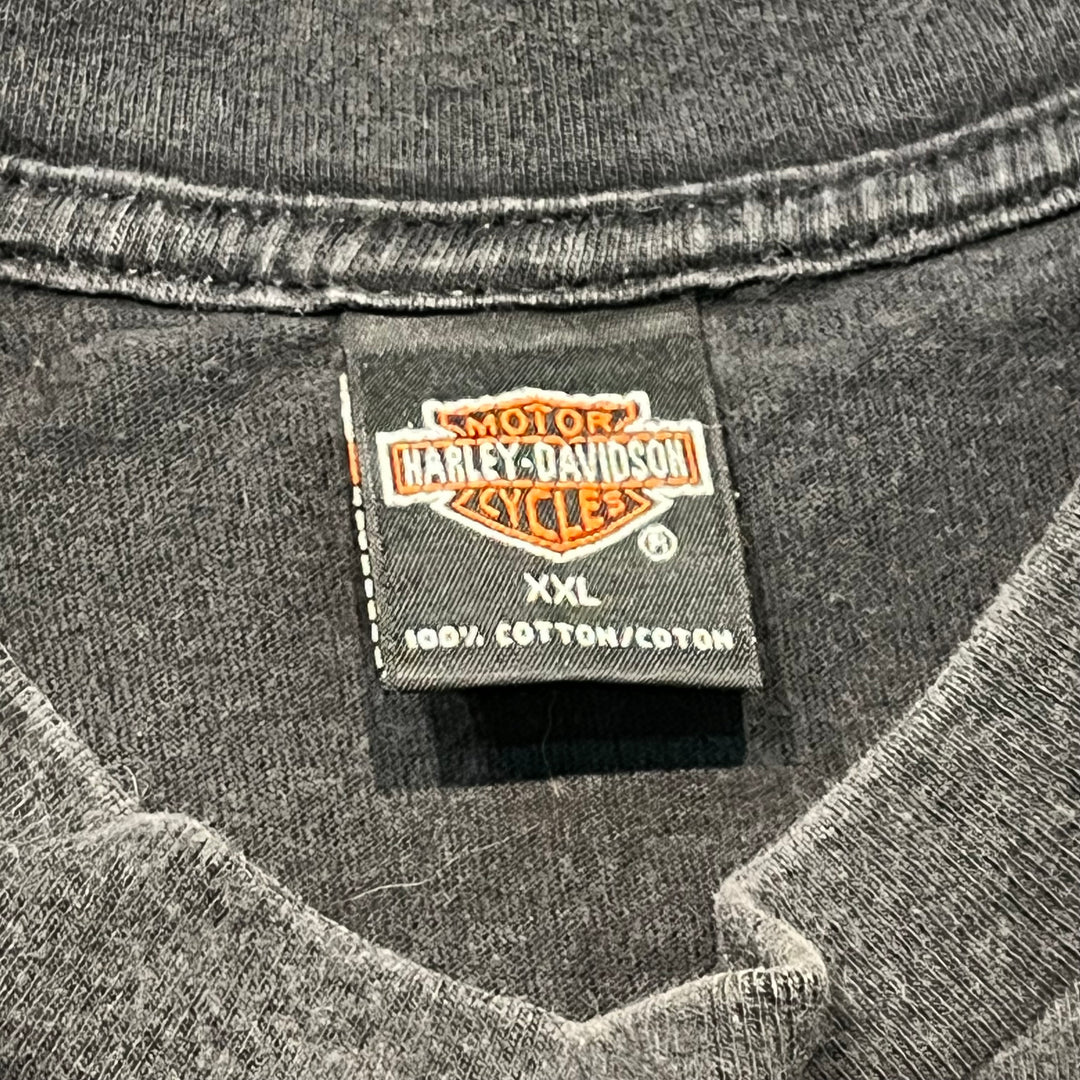 MOTOR
HARLEY-DAVIDSON
CYCLES
®
XXL
100% COTTON/COTON